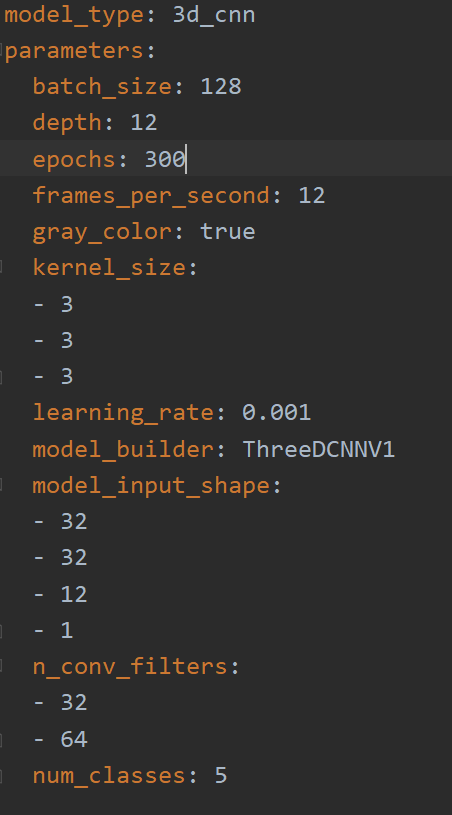 model_type: 3d_cnn
parameters:
  batch_size: 128
  depth: 12
  epochs: 300
  frames_per_second: 12
  gray_color: true
  kernel_size:
  - 3
  - 3
  - 3
  learning_rate: 0.001
  model_builder: ThreeDCNNV1
  model_input_shape:
  - 32
  - 32
  - 12
  - 1
  n_conv_filters:
  - 32
  - 64
  num_classes: 5